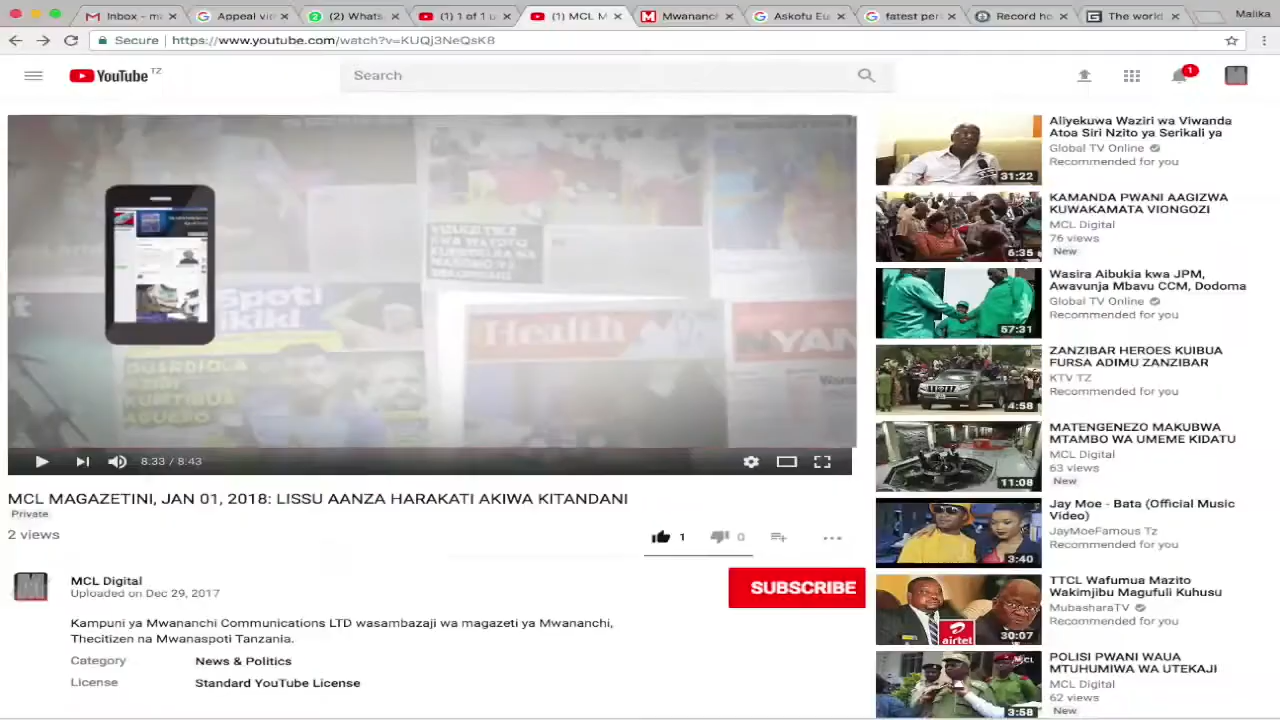 Inbox – m
Appeal vi
(2) Whats
(1) 1 of 1 u
(1) MCL M
Mwananch
Askofu Eu
fatest per
Record ho
The world
Malika
Secure
https://www.youtube.com/watch?v=KUQj3NeQsK8
YouTube TZ
Search
1
Spoti
Health
YAN
8:33 / 8:43
MCL MAGAZETINI, JAN 01, 2018: LISSU AANZA HARAKATI AKIWA KITANDANI
Private
2 views
1
0
MCL Digital
Uploaded on Dec 29, 2017
SUBSCRIBE
Kampuni ya Mwananchi Communications LTD wasambazaji wa magazeti ya Mwananchi,
Thecitizen na Mwanaspoti Tanzania.
Category News & Politics
License Standard YouTube License
Aliyekuwa Waziri wa Viwanda
Atoa Siri Nzito ya Serikali ya
Global TV Online
Recommended for you
31:22
KAMANDA PWANI AAGIZWA
KUWAKAMATA VIONGOZI
MCL Digital
76 views
New
6:35
Wasira Aibukia kwa JPM,
Awavunja Mbavu CCM, Dodoma
Global TV Online
Recommended for you
57:31
ZANZIBAR HEROES KUIBUA
FURSA ADIMU ZANZIBAR
KTV TZ
Recommended for you
4:58
MATENGENEZO MAKUBWA
MTAMBO WA UMEME KIDATU
MCL Digital
63 views
New
11:08
Jay Moe - Bata (Official Music
Video)
JayMoeFamous Tz
Recommended for you
3:40
TTCL Wafumua Mazito
Wakimjibu Magufuli Kuhusu
MubasharaTV
Recommended for you
airtel
30:07
POLISI PWANI WAUA
MTUHUMIWA WA UTEKAJI
MCL Digital
62 views
New
MCL
3:58